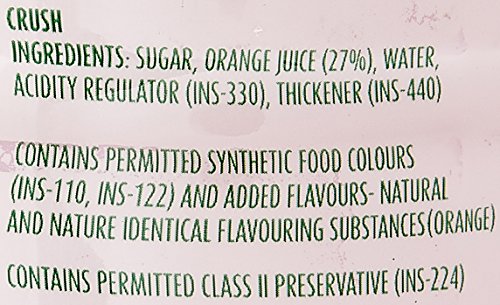 CRUSH
INGREDIENTS: SUGAR, ORANGE JUICE (27%), WATER,
ACIDITY REGULATOR (INS-330), THICKENER (INS-440)
CONTAINS PERMITTED SYNTHETIC FOOD COLOURS
(INS-110, INS-122) AND ADDED FLAVOURS- NATURAL
AND NATURE IDENTICAL FLAVOURING SUBSTANCES(ORANGE)
CONTAINS PERMITTED CLASS II PRESERVATIVE (INS-224)